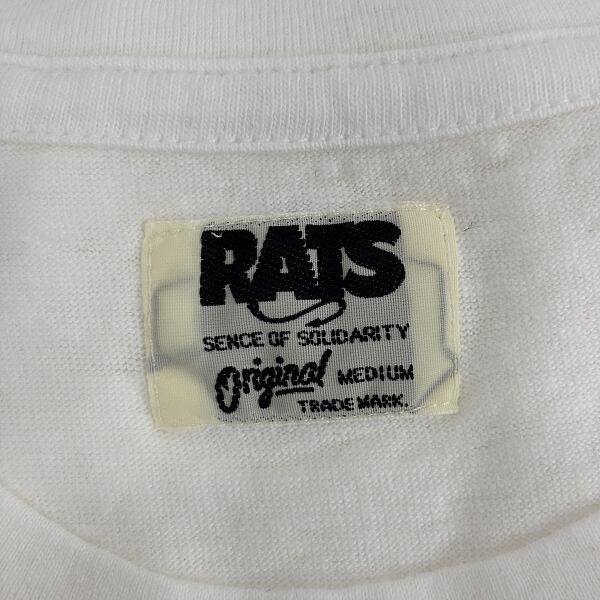 RATS
SENCE OF SOLIDARITY
Original MEDIUM
TRADE MARK.